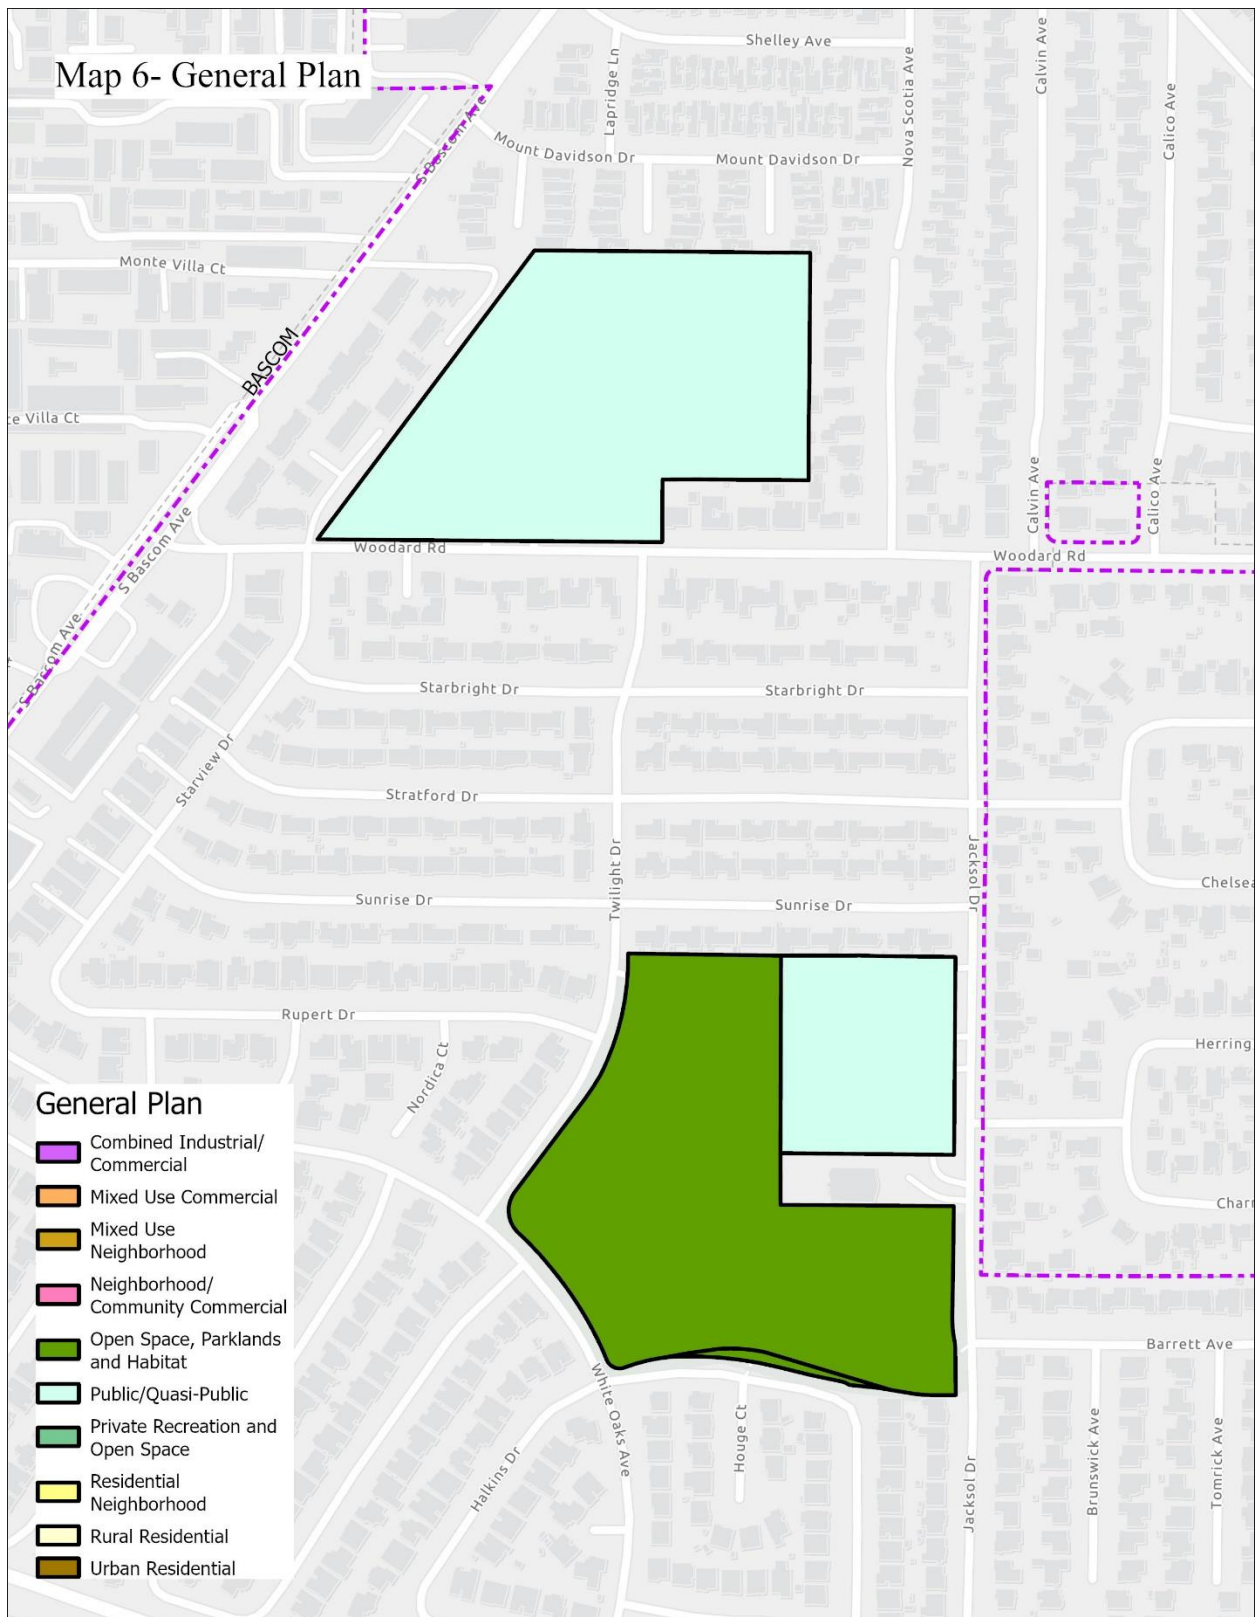 Shelley Ave
Calvin Ave
Lapridge Ln
Nova Scotia Ave
Map 6- General Plan
Calico Ave
S Bascom Ave
Mount Davidson Dr
Mount Davidson Dr
Monte Villa Ct
BASCOM
te Villa Ct
Calvin Ave
Calico Ave
S Bascom Ave
Woodard Rd
Woodard Rd
S Bascom Ave
Starbright Dr
Starbright Dr
Starview Dr
Stratford Dr
Twilight Dr
Jacksol Dr
Chelsea
Sunrise Dr
Sunrise Dr
Rupert Dr
Nordica Ct
Herring
Charr
General Plan
Combined Industrial/
Commercial
Mixed Use Commercial
Mixed Use
Neighborhood
Neighborhood/
Community Commercial
Open Space, Parklands
and Habitat
Public/Quasi-Public
Private Recreation and
Open Space
Residential
Neighborhood
Rural Residential
Urban Residential
Barrett Ave
White Oaks Ave
Houge Ct
Halkins Dr
Jacksol Dr
Brunswick Ave
Tomrick Ave